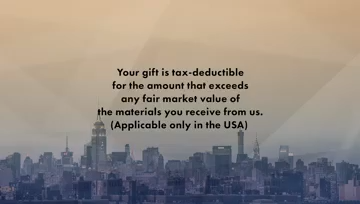 Your gift is tax-deductible
for the amount that exceeds
any fair market value of
the materials you receive from us.
(Applicable only in the USA)